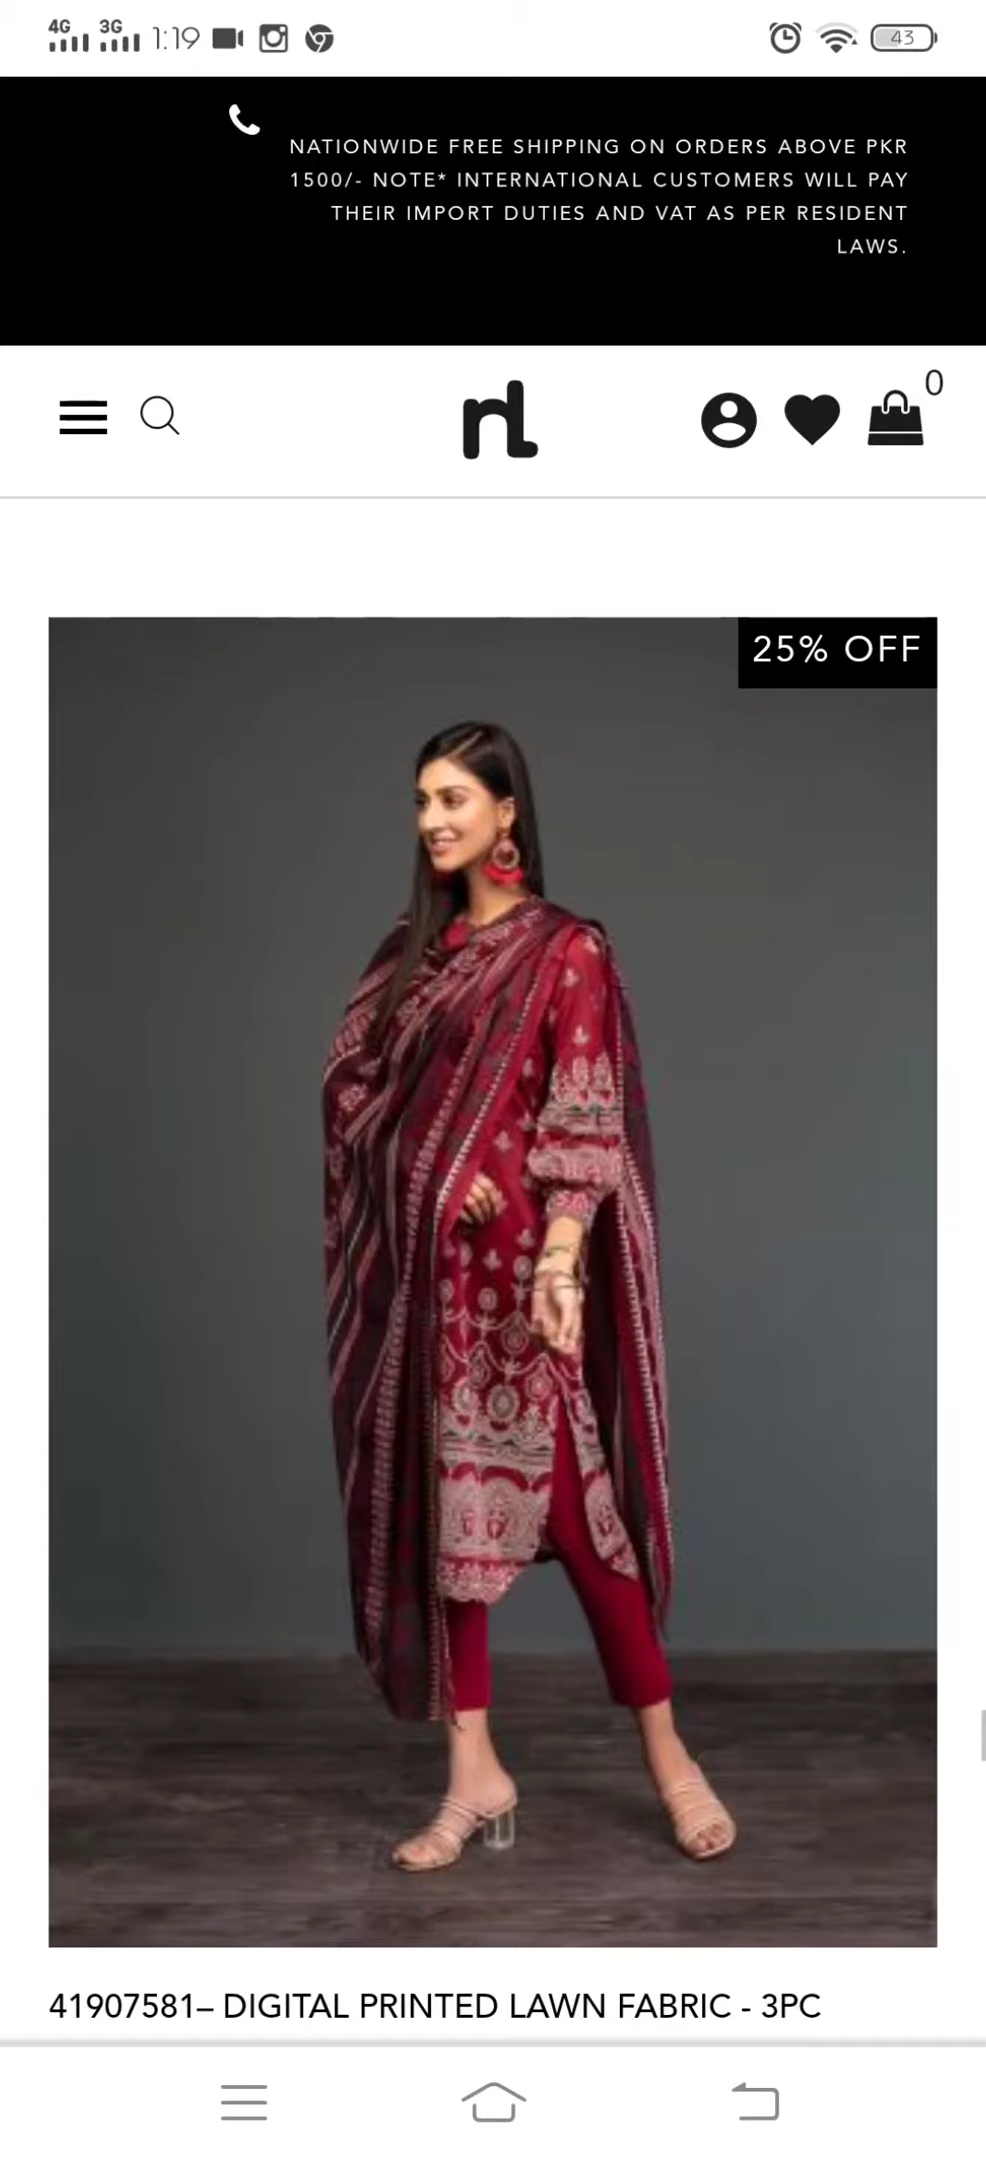 4G 3G 1:19 43
NATIONWIDE FREE SHIPPING ON ORDERS ABOVE PKR
1500/- NOTE* INTERNATIONAL CUSTOMERS WILL PAY
THEIR IMPORT DUTIES AND VAT AS PER RESIDENT
LAWS.
0
nL
25% OFF
41907581– DIGITAL PRINTED LAWN FABRIC - 3PC